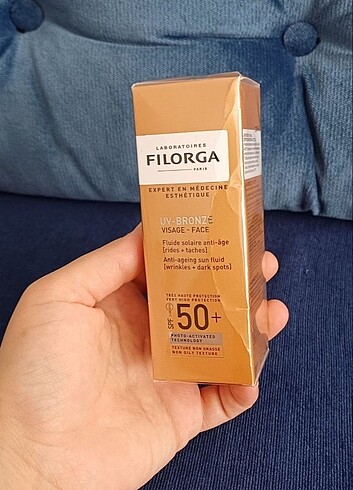 LABORATOIRES
FILORGA
PARIS
EXPERT EN MÉDECINE
ESTHÉTIQUE
UV-BRONZE
VISAGE - FACE
Fluide solaire anti-âge
[rides + taches]
Anti-ageing sun fluid
[wrinkles + dark spots]
TRÈS HAUTE PROTECTION
VERY HIGH PROTECTION
SPF 50+
PHOTO-ACTIVATED
TECHNOLOGY
TEXTURE NON GRASSE
NON OILY TEXTURE